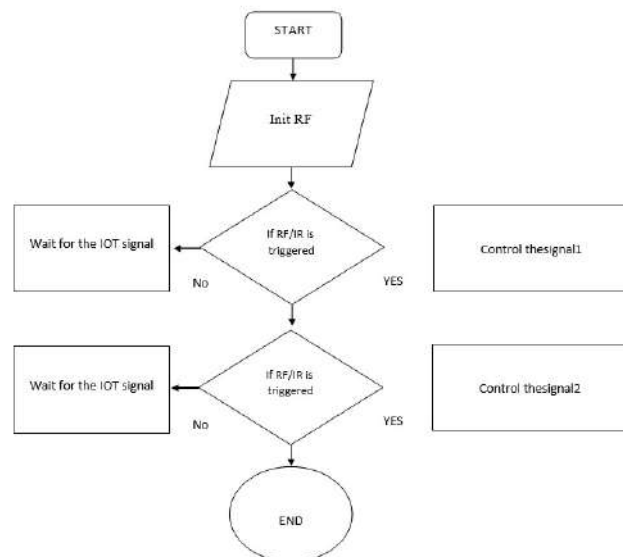 START
Init RF
If RF/IR is
triggered
Wait for the IOT signal
No
YES
Control thesignal1
If RF/IR is
triggered
Wait for the IOT signal
No
YES
Control thesignal2
END